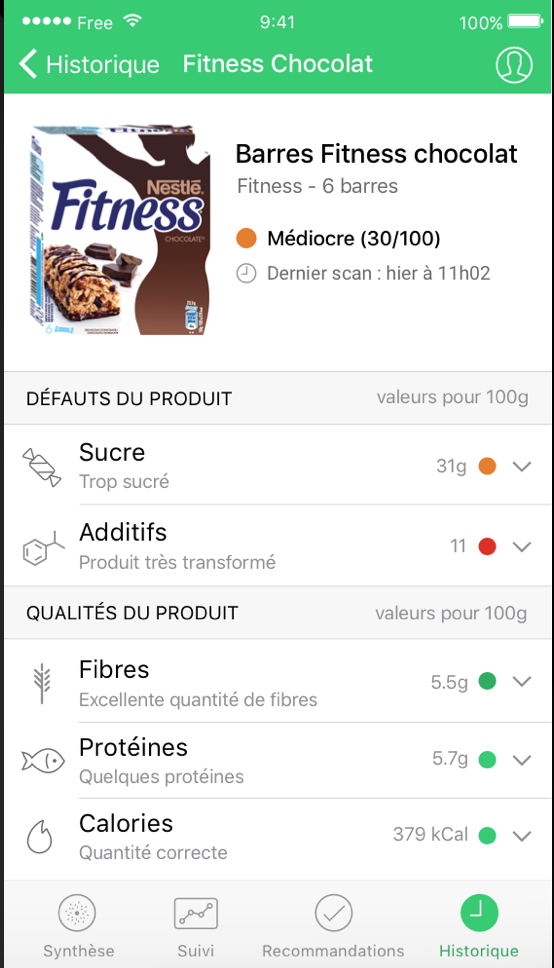 Free 9:41 100%
Historique Fitness Chocolat
Nestlé.
Fitness
CHOCOLATE
6
Barres Fitness chocolat
Fitness - 6 barres
Médiocre (30/100)
Dernier scan : hier à 11h02
DÉFAUTS DU PRODUIT valeurs pour 100g
Sucre
31g
Trop sucré
Additifs
11
Produit très transformé
QUALITÉS DU PRODUIT valeurs pour 100g
Fibres
5.5g
Excellente quantité de fibres
Protéines
5.7g
Quelques protéines
Calories
379 kCal
Quantité correcte
Synthèse Suivi Recommandations Historique